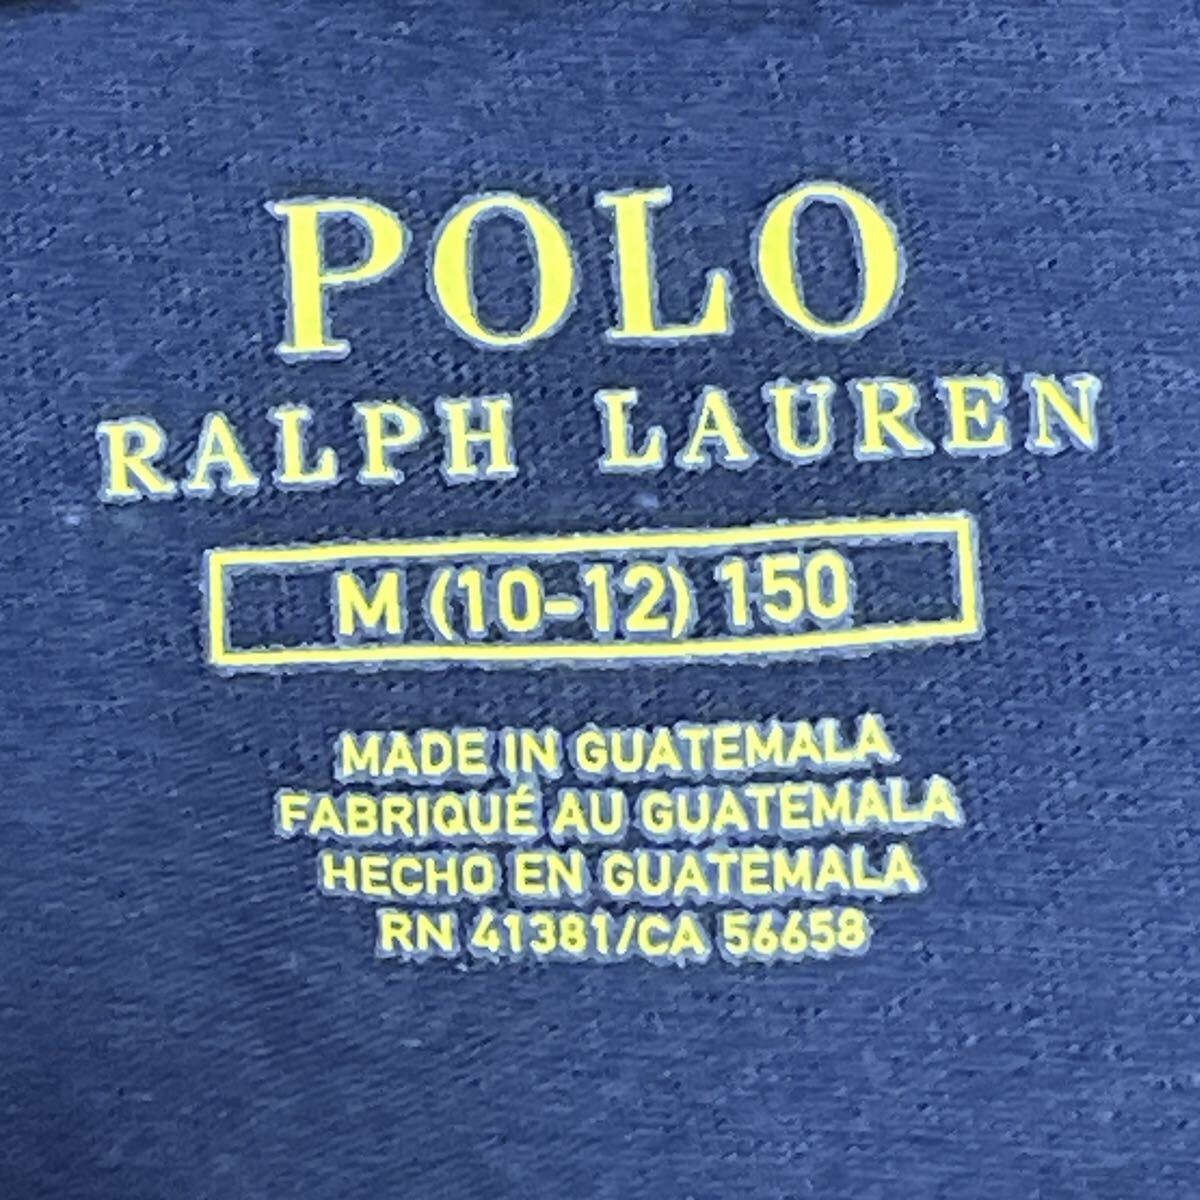 POLO
RALPH LAUREN
M (10-12) 150
MADE IN GUATEMALA
FABRIQUÉ AU GUATEMALA
HECHO EN GUATEMALA
RN 41381/CA 56658